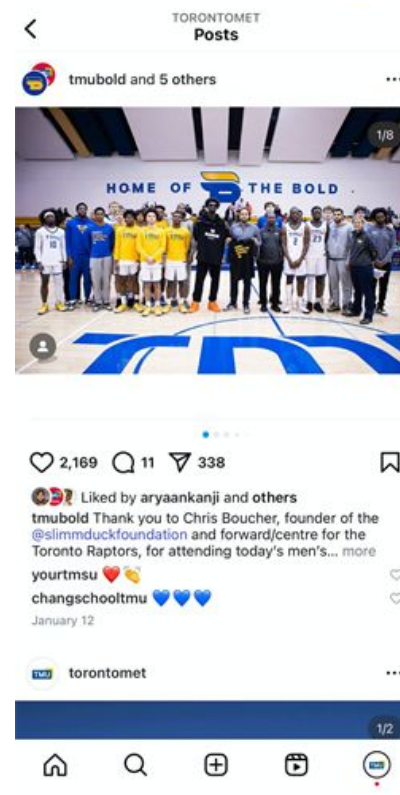 TORONTOMET
Posts
tmubold and 5 others
1/8
HOME OF THE BOLD
10
2
23
2,169
11
338
Liked by aryaankanji and others
tmubold Thank you to Chris Boucher, founder of the
@slimmduckfoundation and forward/centre for the
Toronto Raptors, for attending today's men's... more
yourtmsu ❤️👏
changschooltmu 💙💙💙
January 12
TMU
torontomet
1/2
TMU